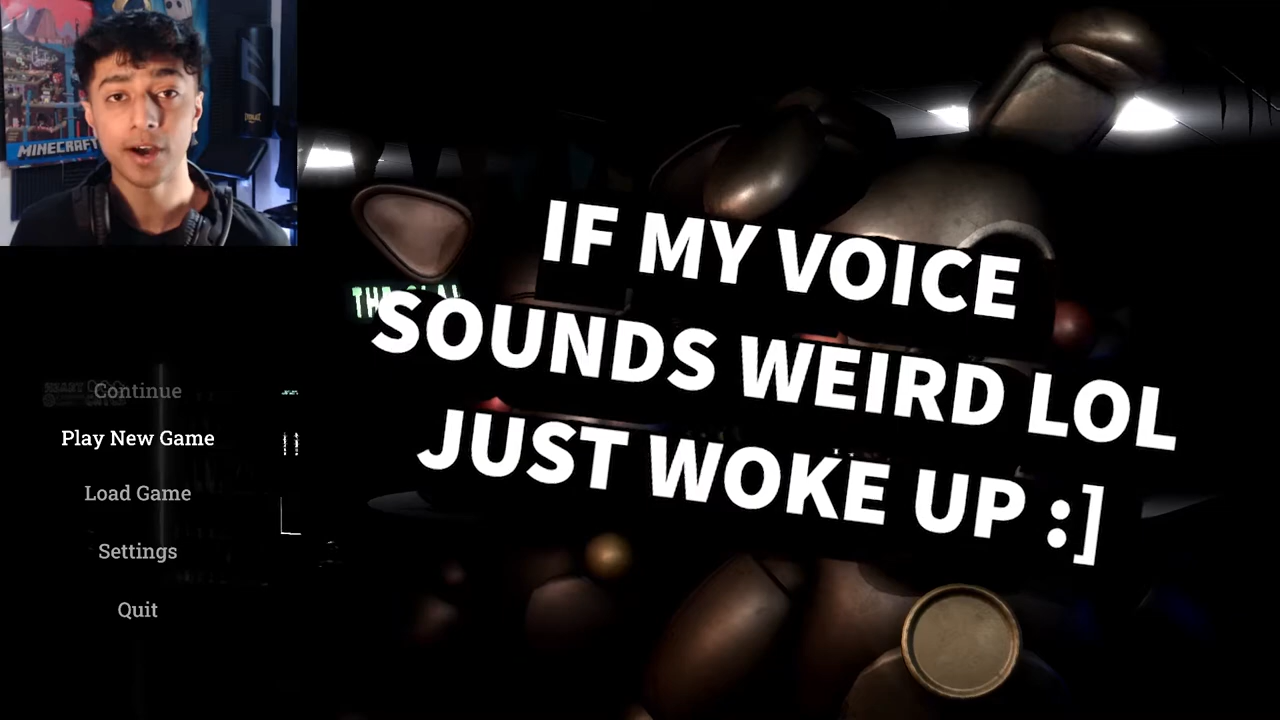 MINECRAFT
IF MY VOICE
SOUNDS WEIRD LOL
JUST WOKE UP :]
Continue
Play New Game
Load Game
Settings
Quit